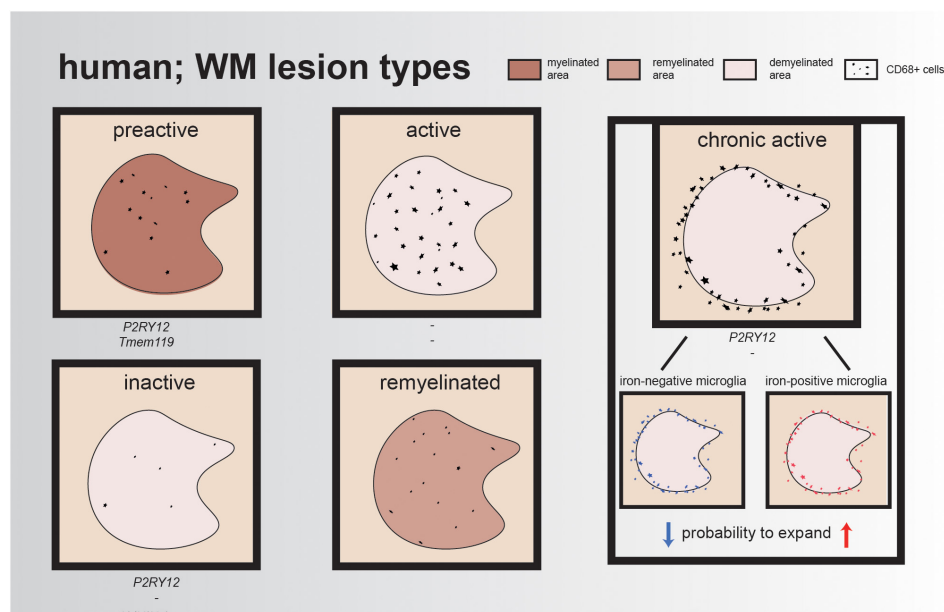 human; WM lesion types
myelinated
area
remyelinated
area
demyelinated
area
CD68+ cells
preactive
P2RY12
Tmem119
active
-
-
chronic active
P2RY12
-
iron-negative microglia
iron-positive microglia
probability to expand
inactive
P2RY12
-
remyelinated